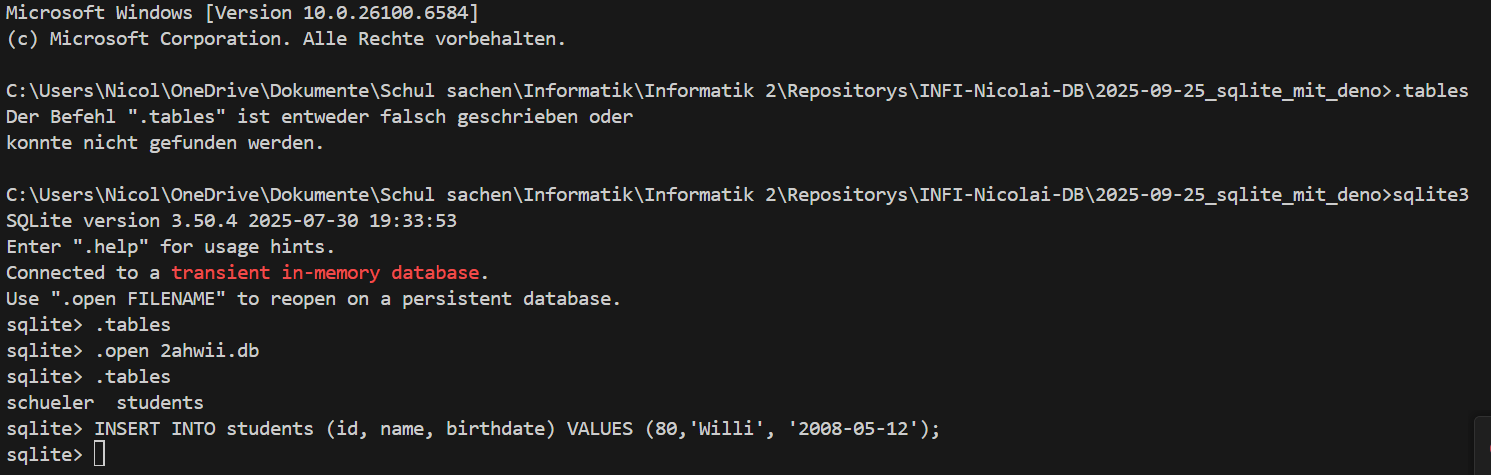 Microsoft Windows [Version 10.0.26100.6584]
(c) Microsoft Corporation. Alle Rechte vorbehalten.
C:\Users\Nicol\OneDrive\Dokumente\Schul sachen\Informatik\Informatik 2\Repositorys\INFI-Nicolai-DB\2025-09-25_sqlite_mit_deno>.tables
Der Befehl ".tables" ist entweder falsch geschrieben oder
konnte nicht gefunden werden.
C:\Users\Nicol\OneDrive\Dokumente\Schul sachen\Informatik\Informatik 2\Repositorys\INFI-Nicolai-DB\2025-09-25_sqlite_mit_deno>sqlite3
SQLite version 3.50.4 2025-07-30 19:33:53
Enter ".help" for usage hints.
Connected to a transient in-memory database.
Use ".open FILENAME" to reopen on a persistent database.
sqlite> .tables
sqlite> .open 2ahwii.db
sqlite> .tables
schueler  students
sqlite> INSERT INTO students (id, name, birthdate) VALUES (80,'Willi', '2008-05-12');
sqlite>